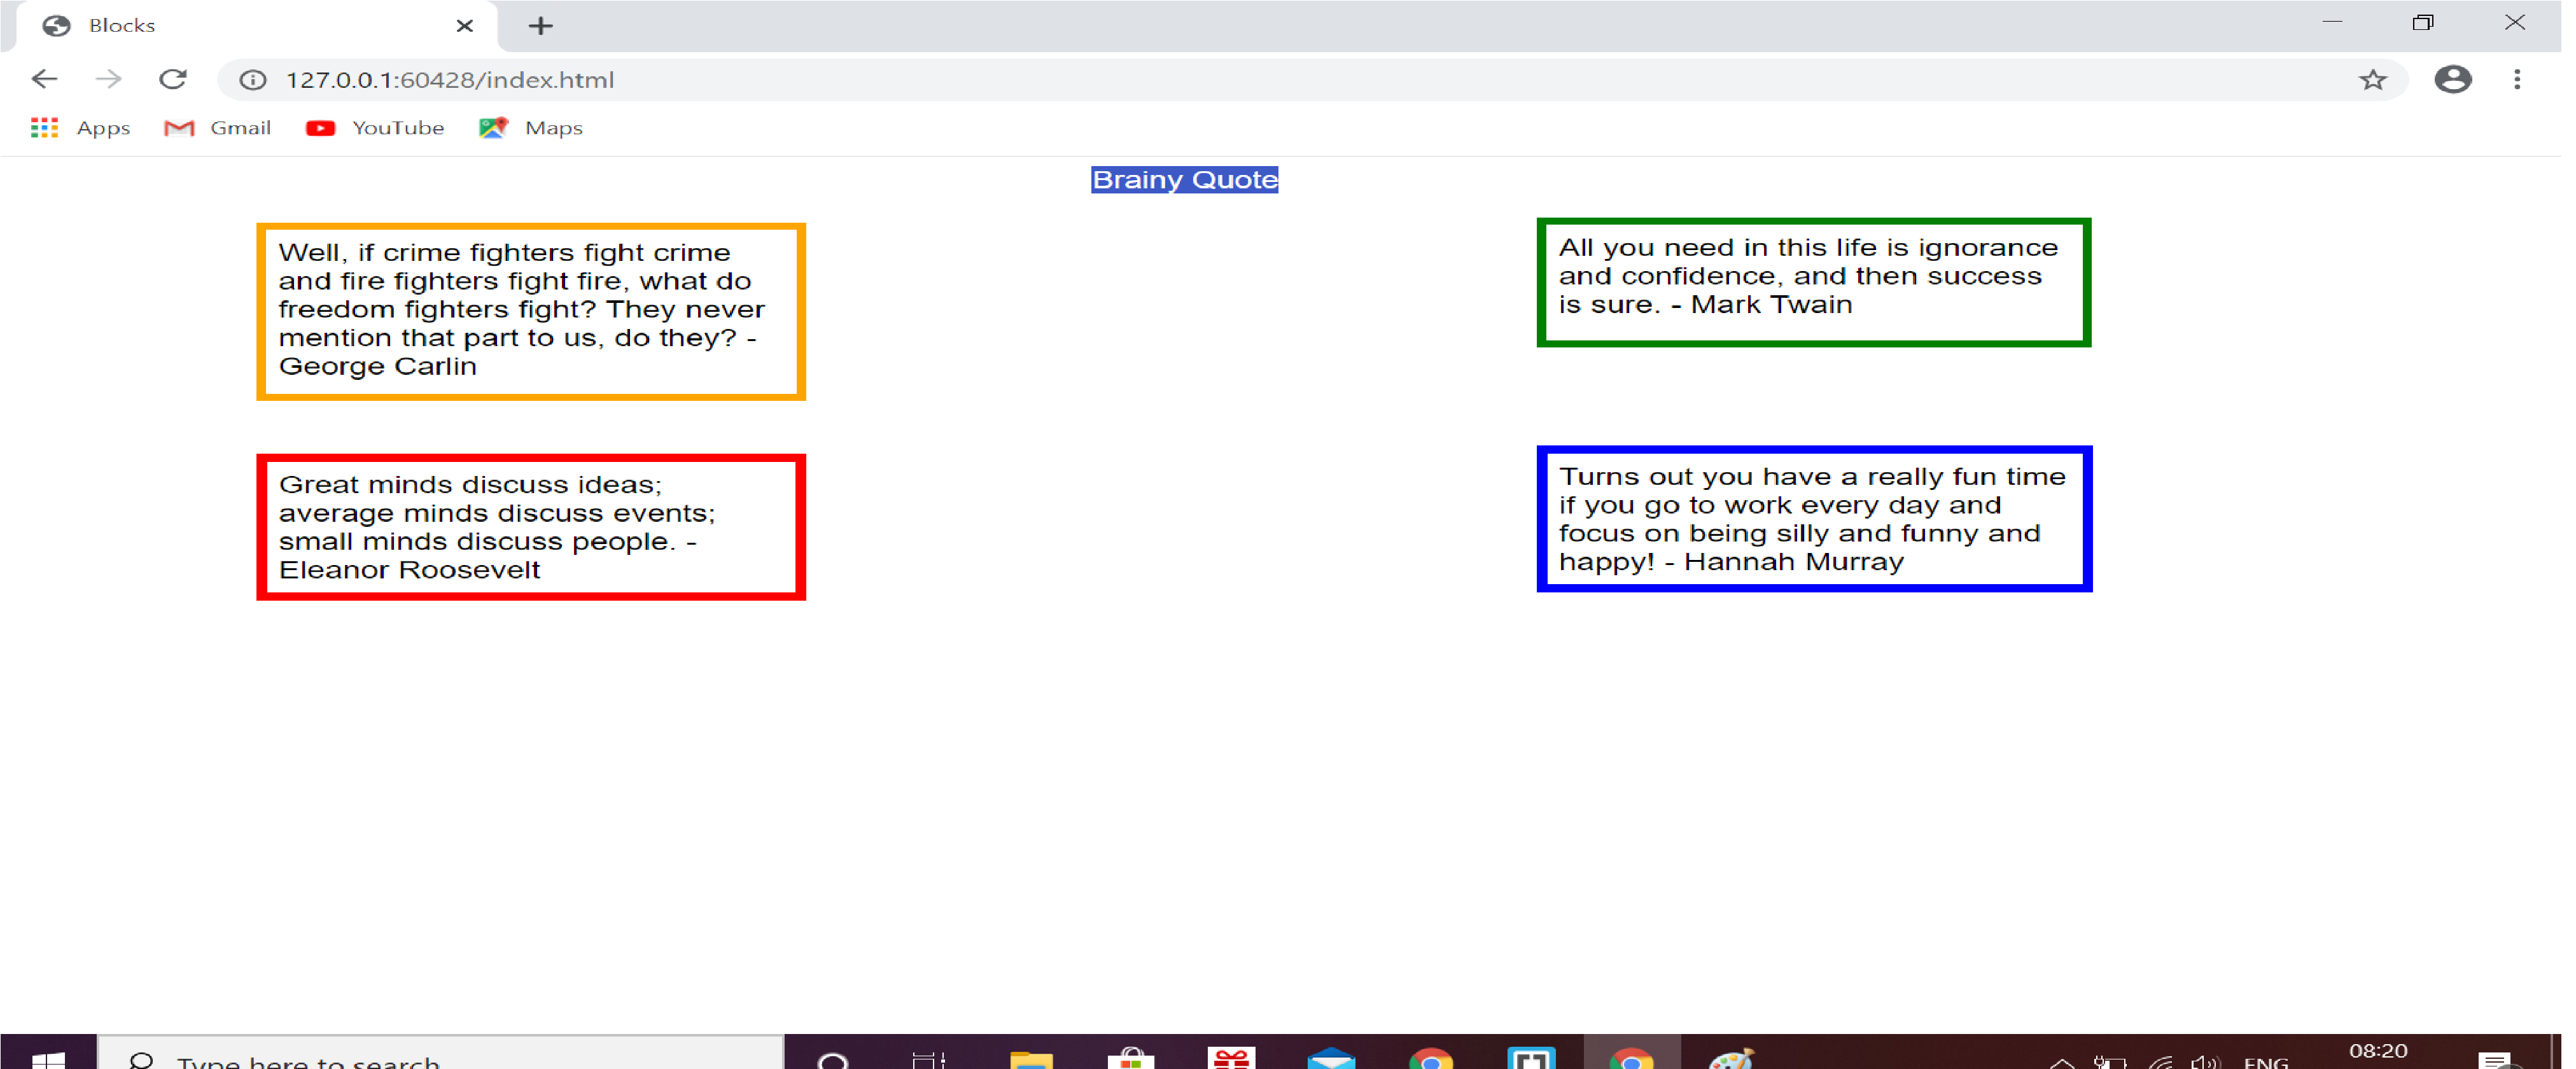 Blocks
127.0.0.1:60428/index.html
Apps Gmail YouTube Maps
Brainy Quote
Well, if crime fighters fight crime
and fire fighters fight fire, what do
freedom fighters fight? They never
mention that part to us, do they? -
George Carlin
All you need in this life is ignorance
and confidence, and then success
is sure. - Mark Twain
Great minds discuss ideas;
average minds discuss events;
small minds discuss people. -
Eleanor Roosevelt
Turns out you have a really fun time
if you go to work every day and
focus on being silly and funny and
happy! - Hannah Murray
Type here to search
ENG
08:20